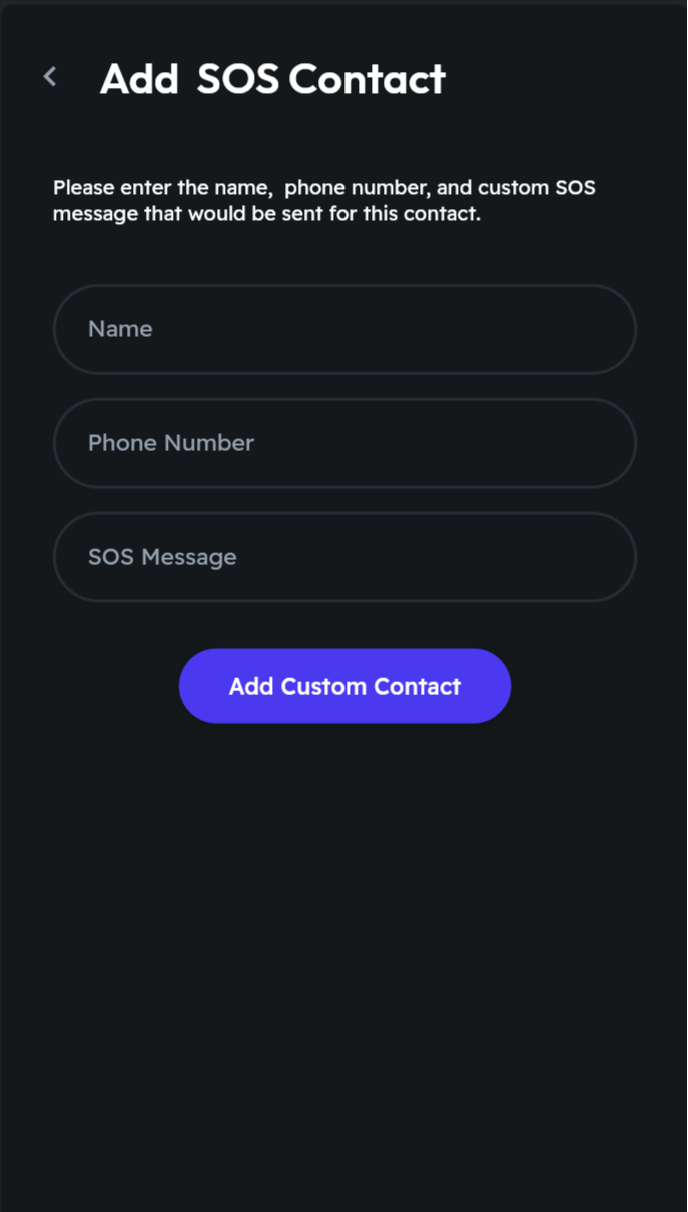 Add SOS Contact
Please enter the name, phone number, and custom SOS
message that would be sent for this contact.
Name
Phone Number
SOS Message
Add Custom Contact